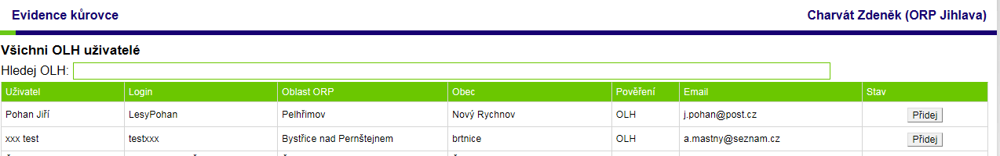 Evidence kůrovce Charvát Zdeněk (ORP Jihlava)
Všichni OLH uživatelé
Hledej OLH:
Uživatel Login Oblast ORP Obec Pověření Email Stav
Pohan Jiří LesyPohan Pelhřimov Nový Rychnov OLH j.pohan@post.cz Přidej
xxx test testxxx Bystřice nad Pernštejnem brtnice OLH a.mastny@seznam.cz Přidej